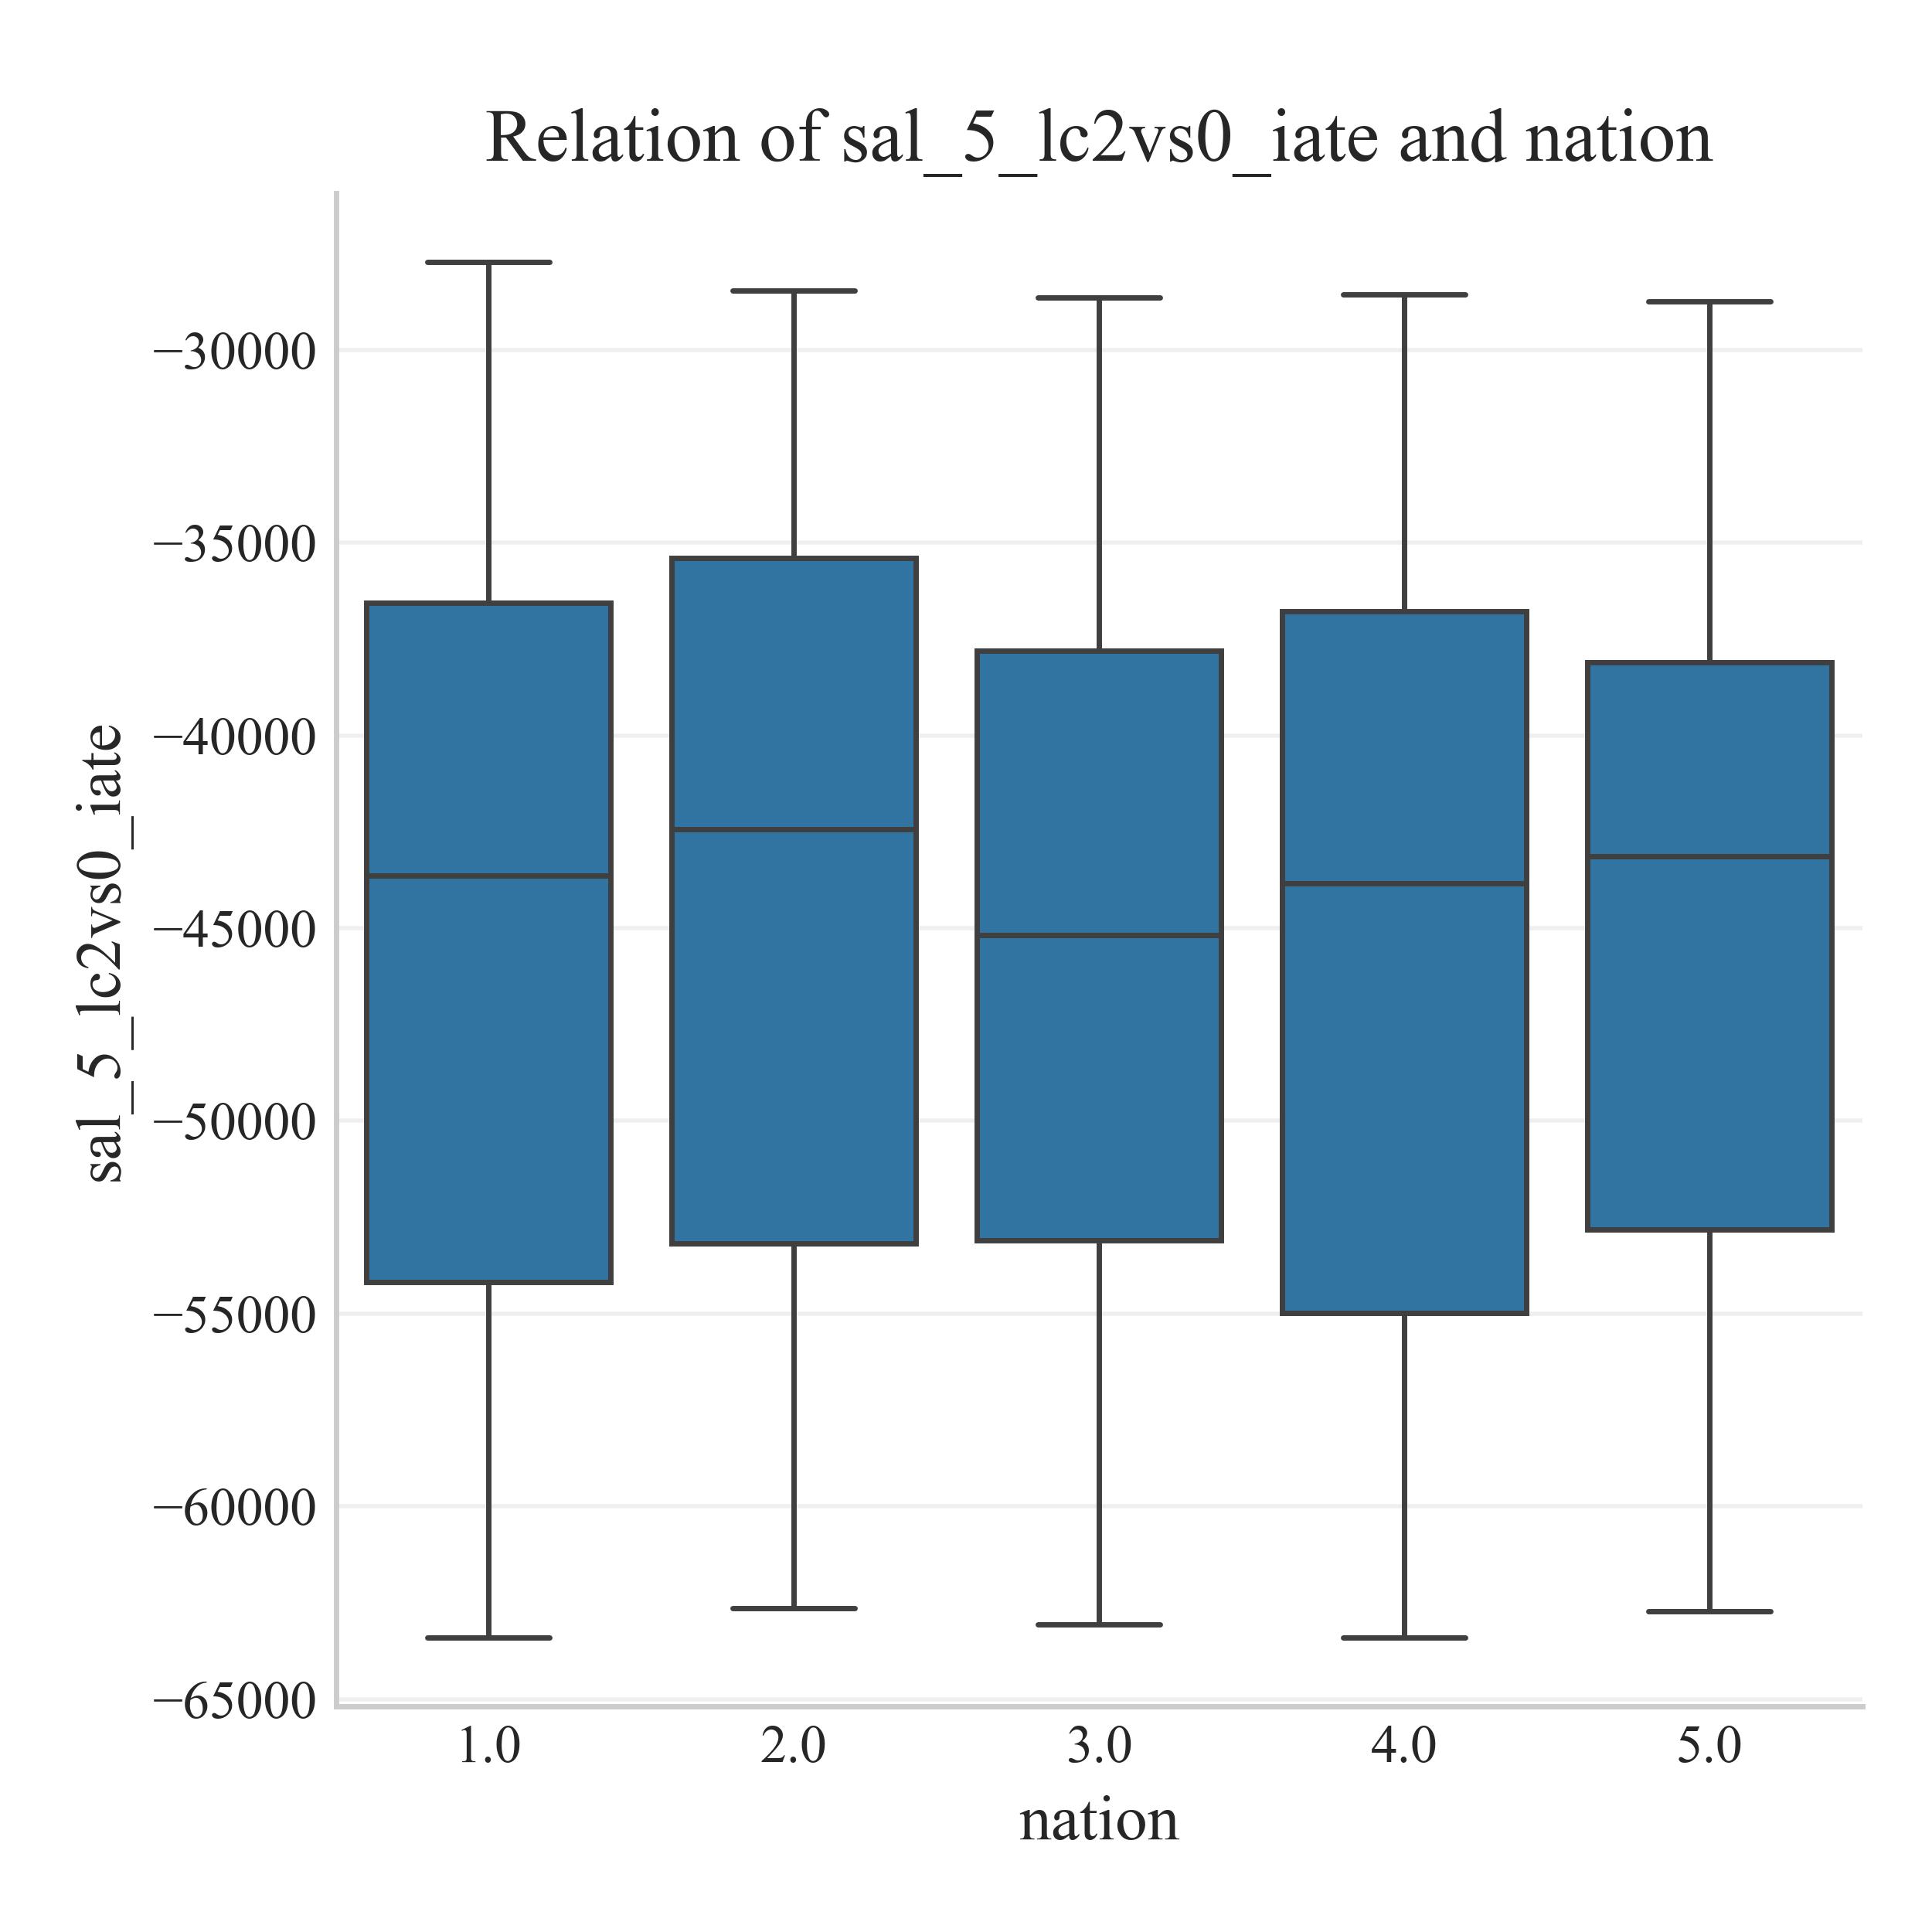 Relation of sal_5_lc2vs0_iate and nation
sal_5_lc2vs0_iate
−30000
−35000
−40000
−45000
−50000
−55000
−60000
−65000
1.0 2.0 3.0 4.0 5.0
nation